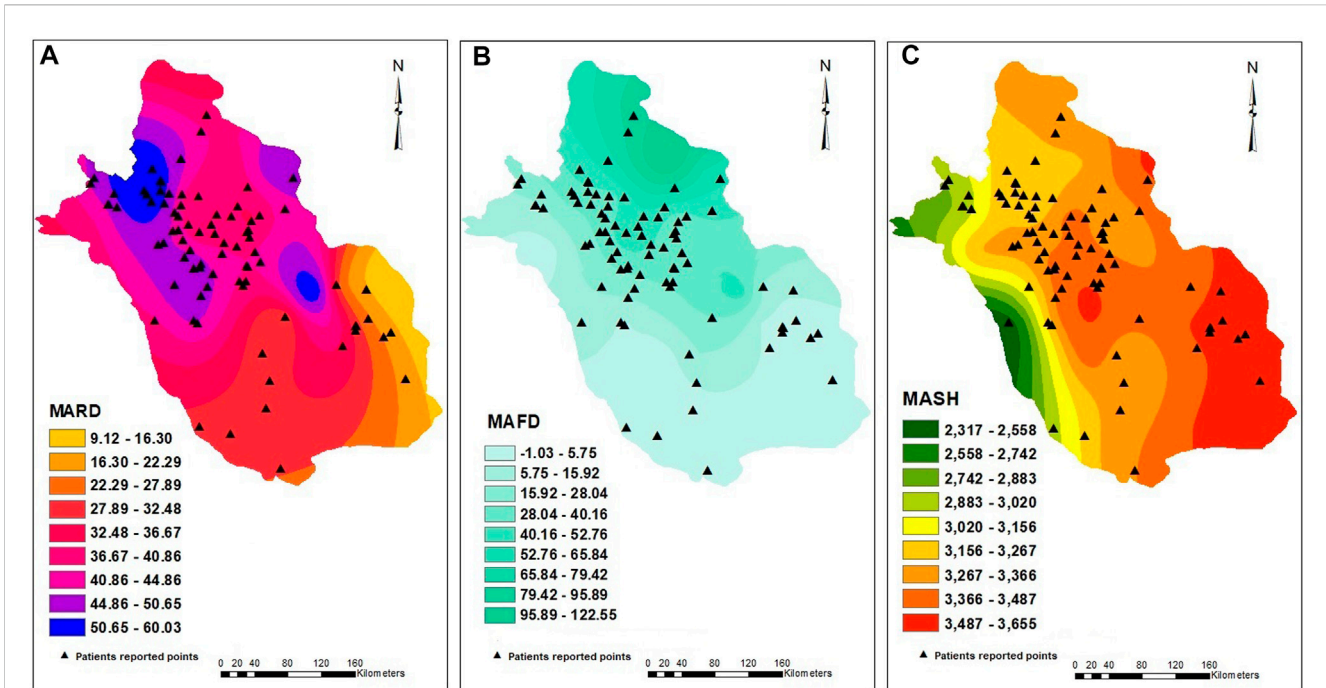 A
N
MARD
9.12 - 16.30
16.30 - 22.29
22.29 - 27.89
27.89 - 32.48
32.48 - 36.67
36.67 - 40.86
40.86 - 44.86
44.86 - 50.65
50.65 - 60.03
Patients reported points
0 20 40 80 120 160
Kilometers
B
N
MAFD
-1.03 - 5.75
5.75 - 15.92
15.92 - 28.04
28.04 - 40.16
40.16 - 52.76
52.76 - 65.84
65.84 - 79.42
79.42 - 95.89
95.89 - 122.55
Patients reported points
0 20 40 80 120 160
Kilometers
C
N
MASH
2,317 - 2,558
2,558 - 2,742
2,742 - 2,883
2,883 - 3,020
3,020 - 3,156
3,156 - 3,267
3,267 - 3,366
3,366 - 3,487
3,487 - 3,655
Patients reported points
0 20 40 80 120 160
Kilometers